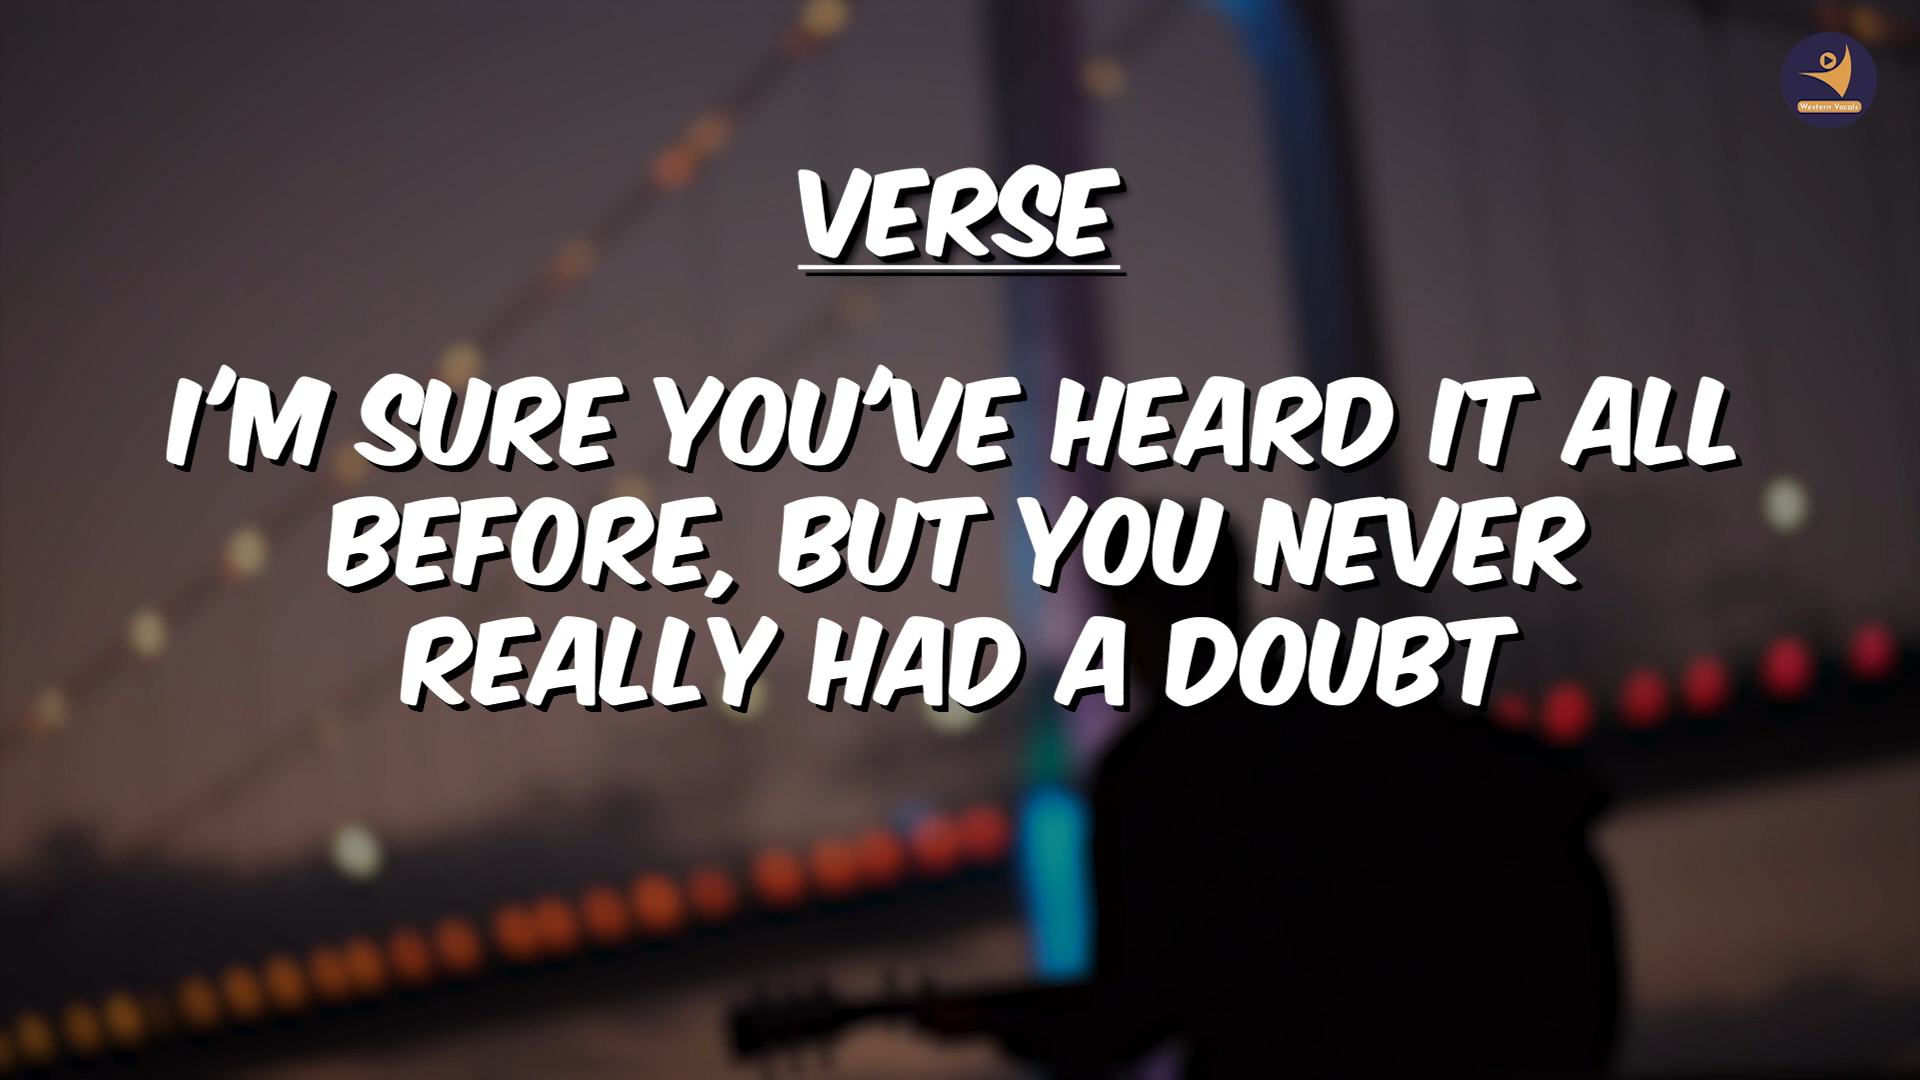 Western Vocals
VERSE
I'M SURE YOU'VE HEARD IT ALL
BEFORE, BUT YOU NEVER
REALLY HAD A DOUBT